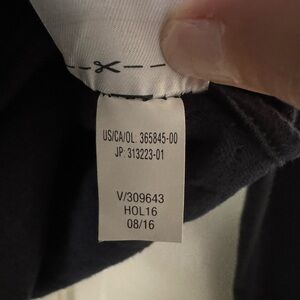 US/CA/OL: 365845-00
JP: 313223-01
V/309643
HOL16
08/16